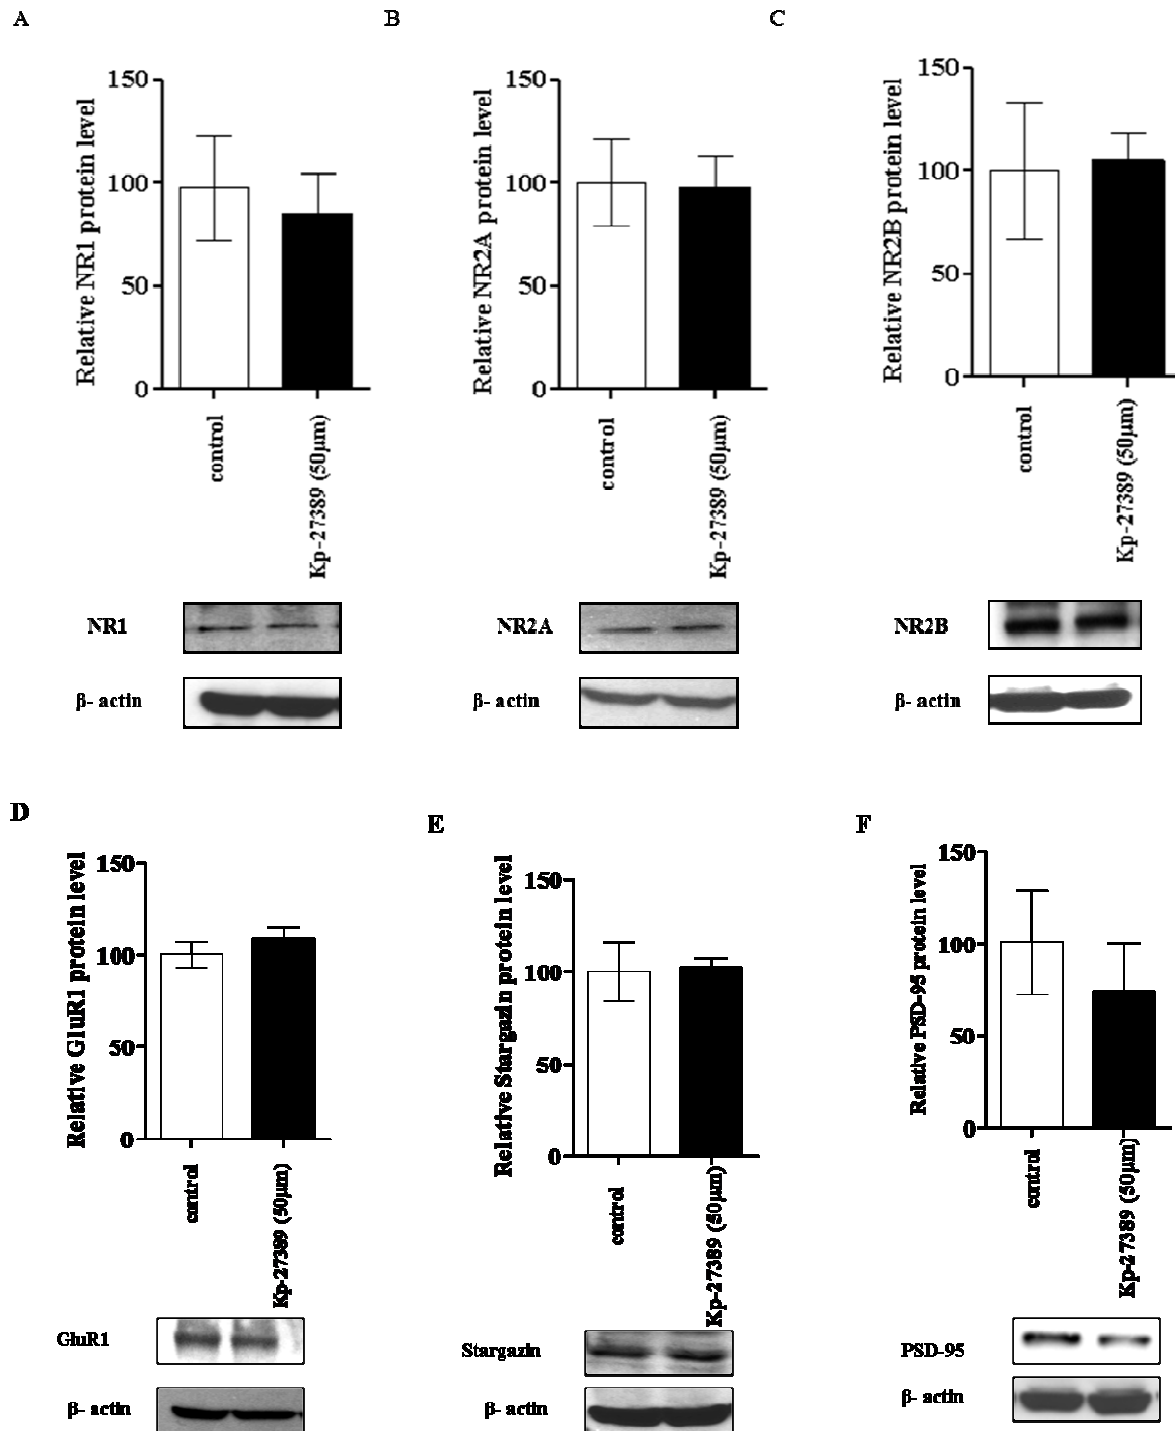 A
B
C
Relative NR1 protein level
150
100
50
0
control
Kp-27389 (50µm)
Relative NR2A protein level
150
100
50
0
control
Kp-27389 (50µm)
Relative NR2B protein level
150
100
50
0
control
Kp-27389 (50µm)
NR1
β- actin
NR2A
β- actin
NR2B
β- actin
D
E
F
Relative GluR1 protein level
150
100
50
0
control
Kp-27389 (50µm)
Relative Stargazin protein level
150
100
50
0
control
Kp-27389 (50µm)
Relative PSD-95 protein level
150
100
50
0
control
Kp-27389 (50µm)
GluR1
β- actin
Stargazin
β- actin
PSD-95
β- actin